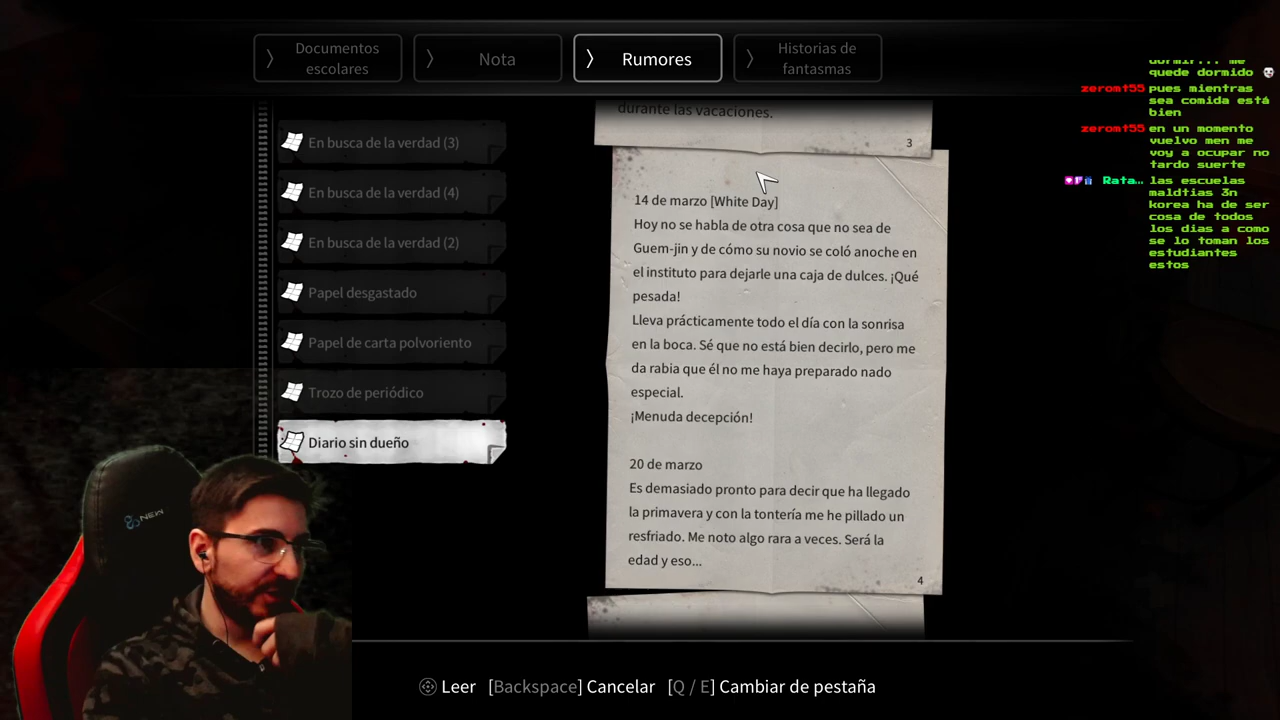 Documentos
escolares
Nota
Rumores
Historias de
fantasmas
En busca de la verdad (3)
En busca de la verdad (4)
En busca de la verdad (2)
Papel desgastado
Papel de carta polvoriento
Trozo de periódico
Diario sin dueño
durante las vacaciones.
3
14 de marzo [White Day]
Hoy no se habla de otra cosa que no sea de
Guem-jin y de cómo su novio se coló anoche en
el instituto para dejarle una caja de dulces. ¡Qué
pesada!
Lleva prácticamente todo el día con la sonrisa
en la boca. Sé que no está bien decirlo, pero me
da rabia que él no me haya preparado nado
especial.
¡Menuda decepción!
20 de marzo
Es demasiado pronto para decir que ha llegado
la primavera y con la tontería me he pillado un
resfriado. Me noto algo rara a veces. Será la
edad y eso...
4
dormir... me
quede dormido
zeromt55 pues mientras
sea comida está
bien
zeromt55 en un momento
vuelvo men me
voy a ocupar no
tardo suerte
Rata… las escuelas
maldtias 3n
korea ha de ser
cosa de todos
los dias a como
se lo toman los
estudiantes
estos
NEW
Leer [Backspace] Cancelar [Q / E] Cambiar de pestaña